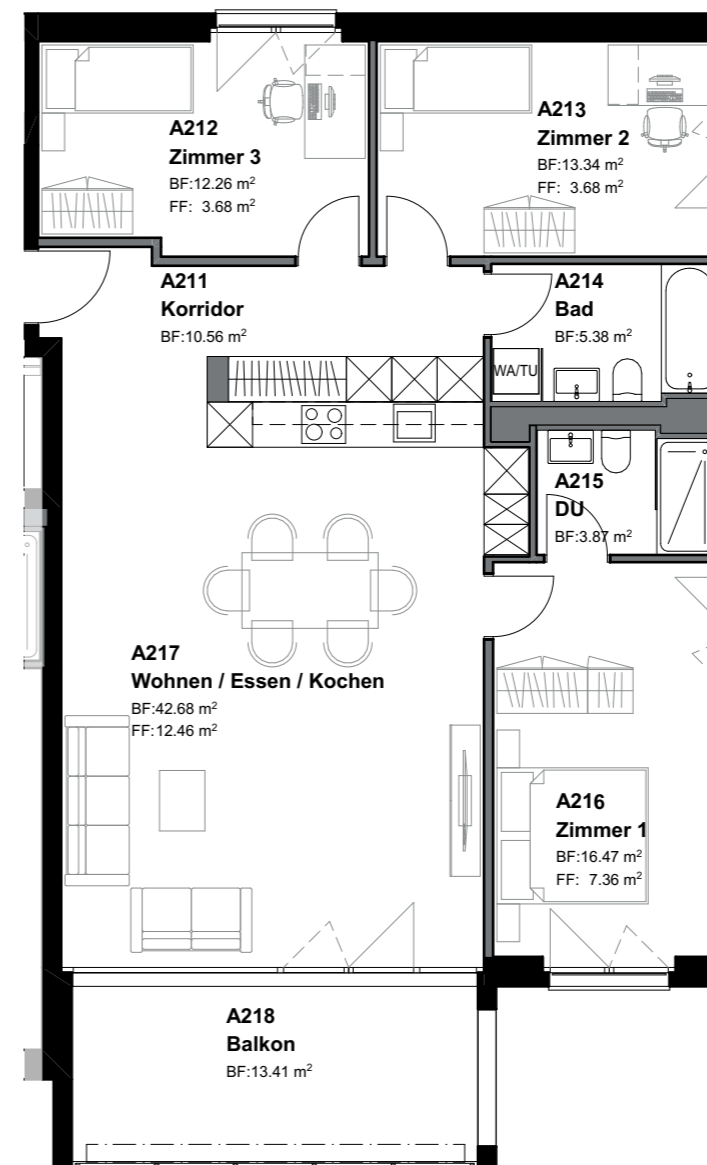 A212
Zimmer 3
BF:12.26 m²
FF: 3.68 m²
A213
Zimmer 2
BF:13.34 m²
FF: 3.68 m²
A211
Korridor
BF:10.56 m²
A214
Bad
BF:5.38 m²
WA/TU
A215
DU
BF:3.87 m²
A217
Wohnen / Essen / Kochen
BF:42.68 m²
FF:12.46 m²
A216
Zimmer 1
BF:16.47 m²
FF: 7.36 m²
A218
Balkon
BF:13.41 m²